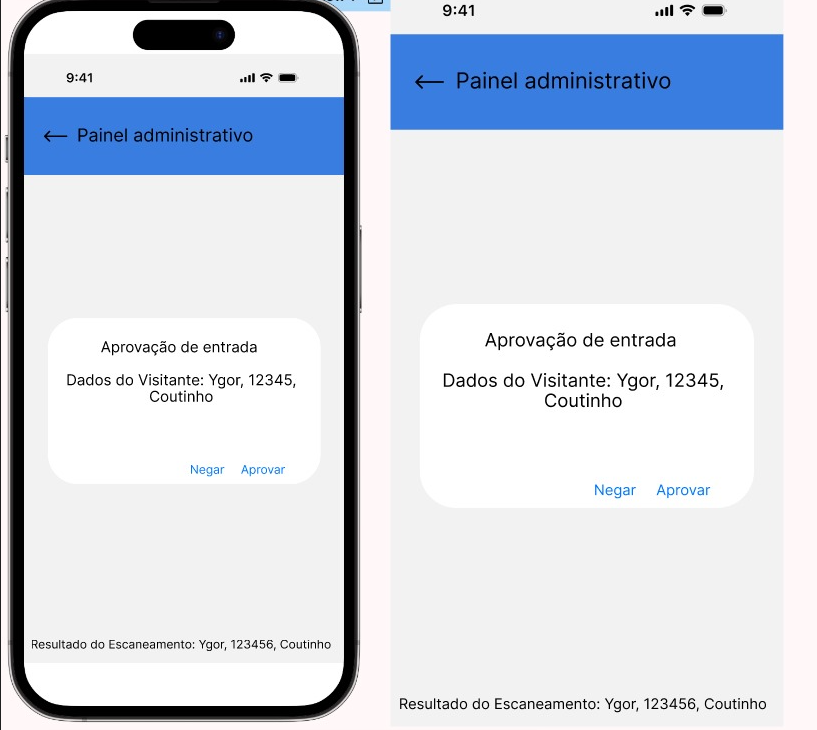 9:41
Painel administrativo
Aprovação de entrada
Dados do Visitante: Ygor, 12345,
Coutinho
Negar Aprovar
Resultado do Escaneamento: Ygor, 123456, Coutinho
9:41
Painel administrativo
Aprovação de entrada
Dados do Visitante: Ygor, 12345,
Coutinho
Negar Aprovar
Resultado do Escaneamento: Ygor, 123456, Coutinho